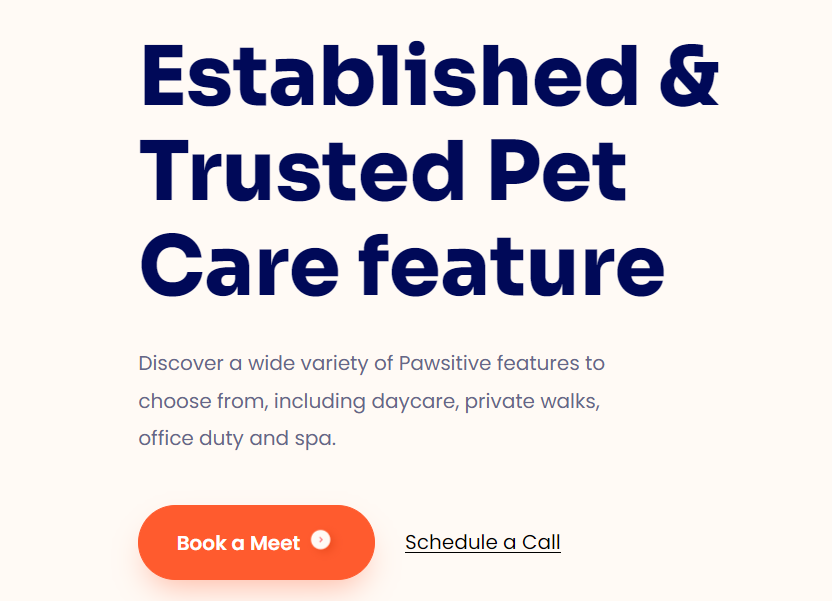 Established &
Trusted Pet
Care feature
Discover a wide variety of Pawsitive features to
choose from, including daycare, private walks,
office duty and spa.
Book a Meet
Schedule a Call